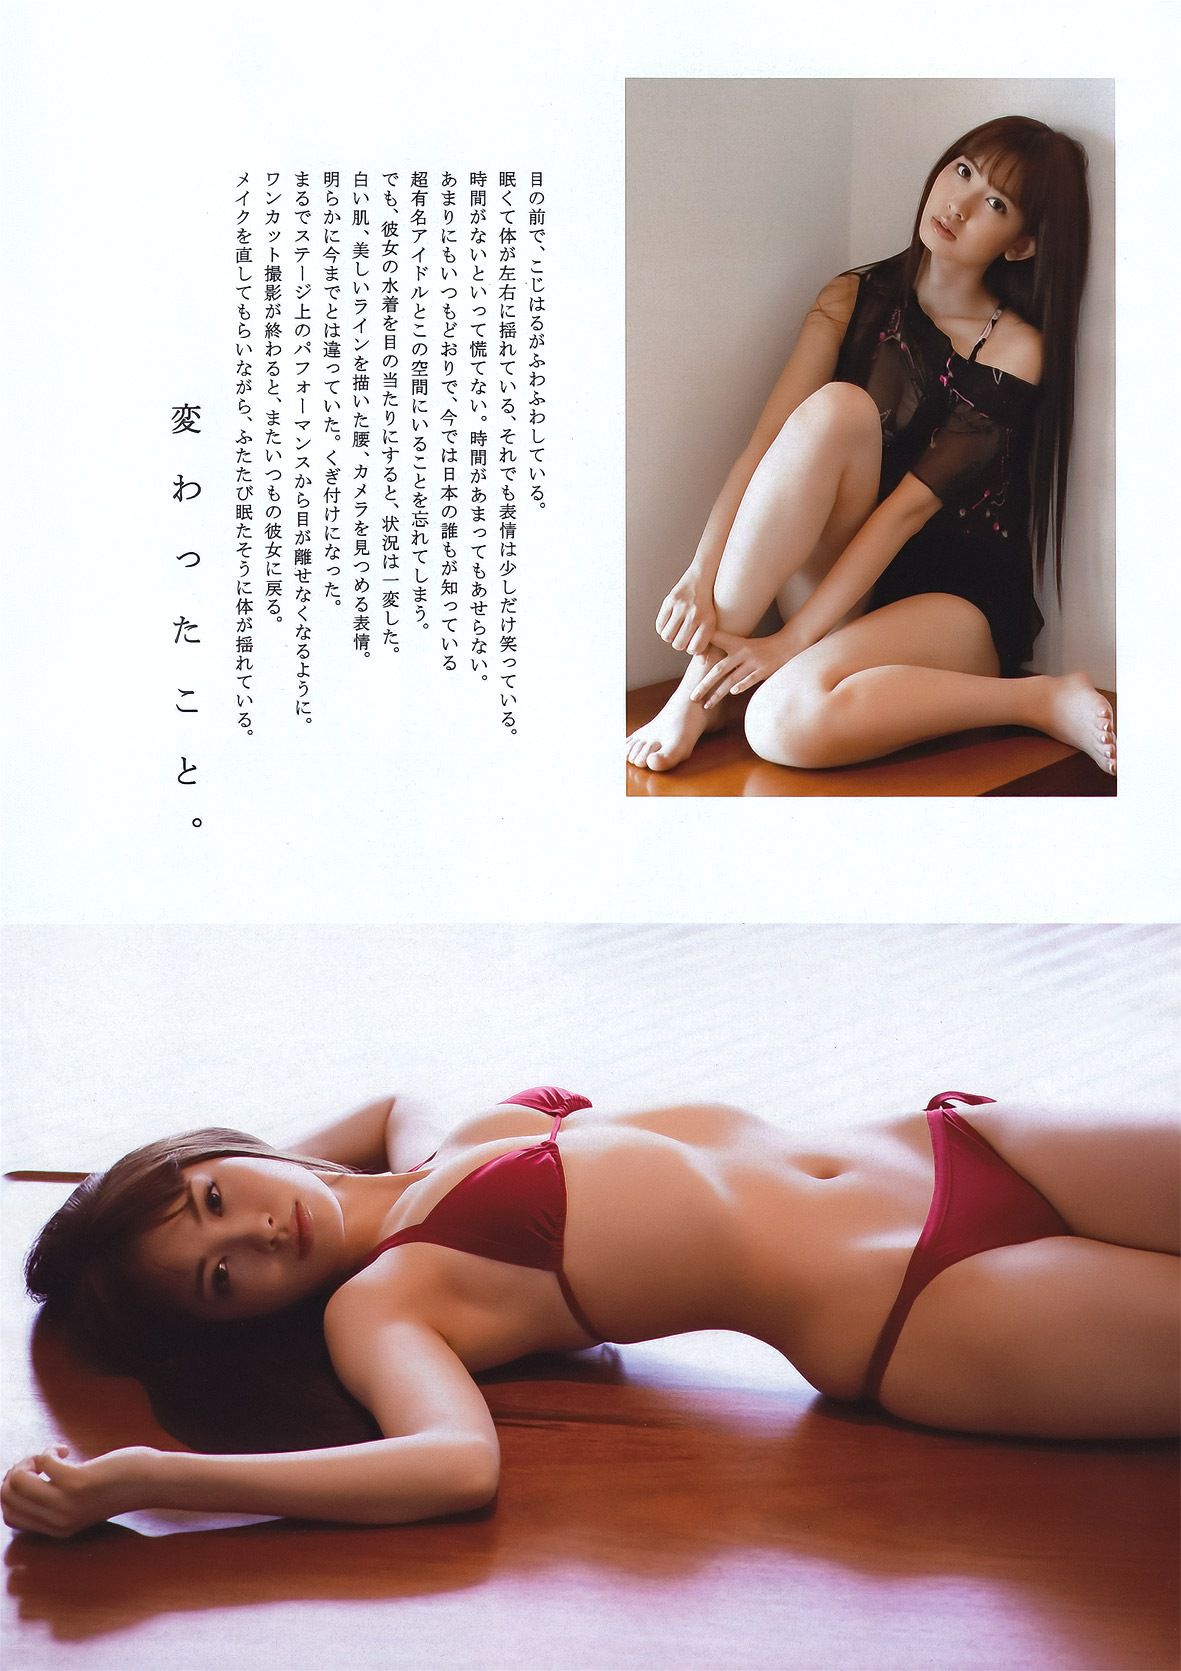 目の前で、こじはるがふわふわしている。
眠くて体が左右に揺れている、それでも表情は少しだけ笑っている。
時間がないといって慌てない。時間があまってもあせらない。
あまりにもいつもどおりで、今では日本の誰もが知っている
超有名アイドルとこの空間にいることを忘れてしまう。
でも、彼女の水着を目の当たりにすると、状況は一変した。
白い肌、美しいラインを描いた腰、カメラを見つめる表情。
明らかに今までとは違っていた。くぎ付けになった。
まるでステージ上のパフォーマンスから目が離せなくなるように。
ワンカット撮影が終わると、またいつもの彼女に戻る。
メイクを直してもらいながら、ふたたび眠たそうに体が揺れている。
変わったこと。